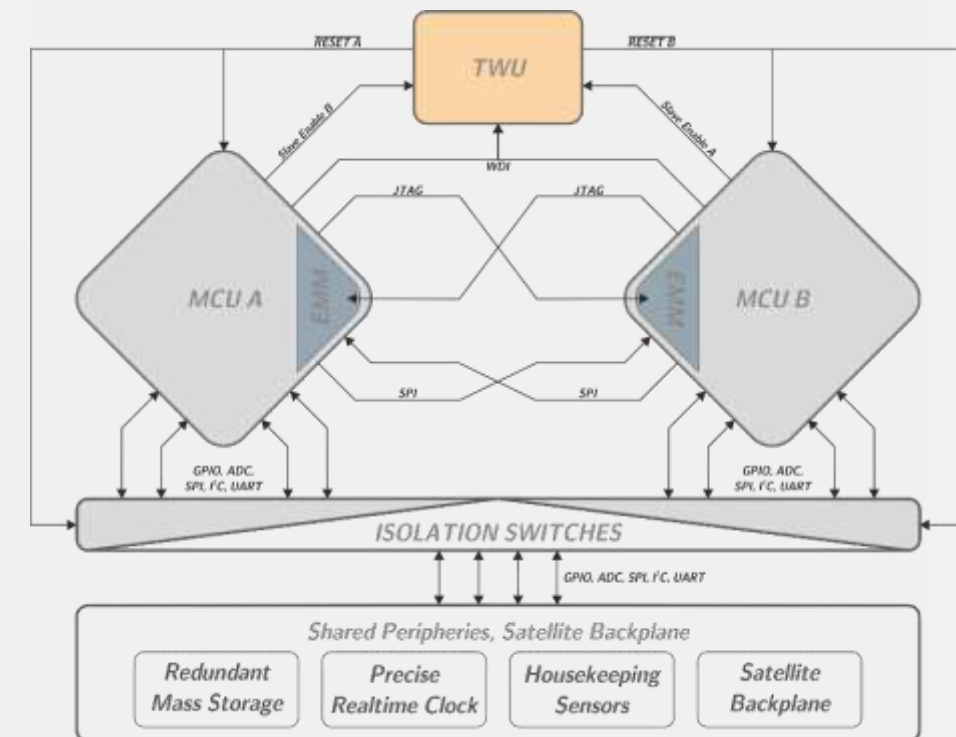 RESET A
RESET B
TWU
Slave Enable B
Slave Enable A
WDI
JTAG
JTAG
MCU A
EMM
EMM
MCU B
SPI
SPI
GPIO, ADC,
SPI, I²C, UART
GPIO, ADC,
SPI, I²C, UART
ISOLATION SWITCHES
GPIO, ADC, SPI, I²C, UART
Shared Peripheries, Satellite Backplane
Redundant
Mass Storage
Precise
Realtime Clock
Housekeeping
Sensors
Satellite
Backplane